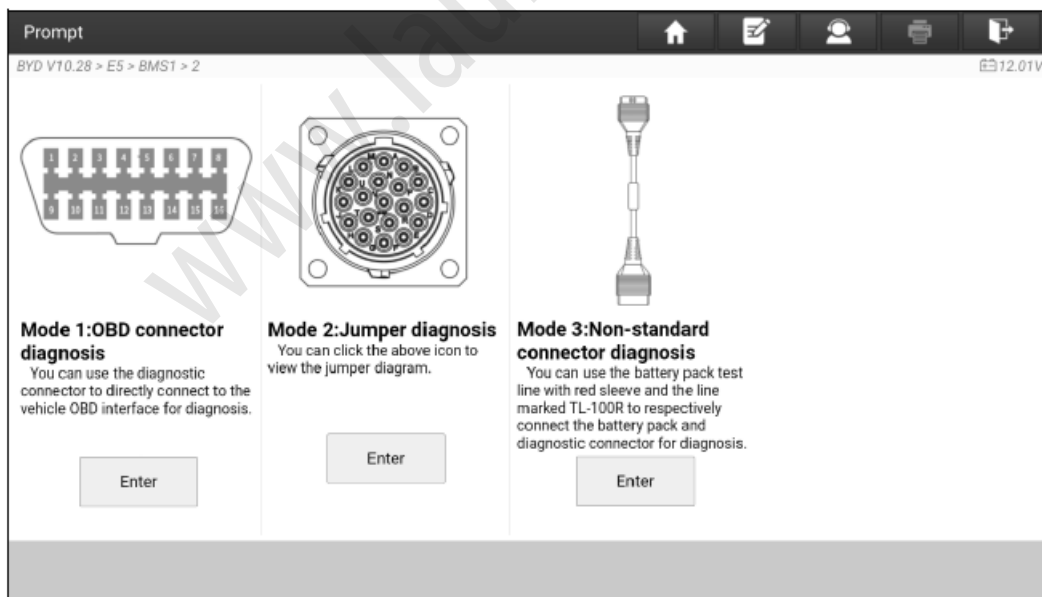 Prompt
BYD V10.28 > E5 > BMS1 > 2
12.01V
1 2 3 4 5 6 7 8
9 10 11 12 13 14 15 16
Mode 1:OBD connector
diagnosis
You can use the diagnostic
connector to directly connect to the
vehicle OBD interface for diagnosis.
Enter
Mode 2:Jumper diagnosis
You can click the above icon to
view the jumper diagram.
Enter
Mode 3:Non-standard
connector diagnosis
You can use the battery pack test
line with red sleeve and the line
marked TL-100R to respectively
connect the battery pack and
diagnostic connector for diagnosis.
Enter
www.lau